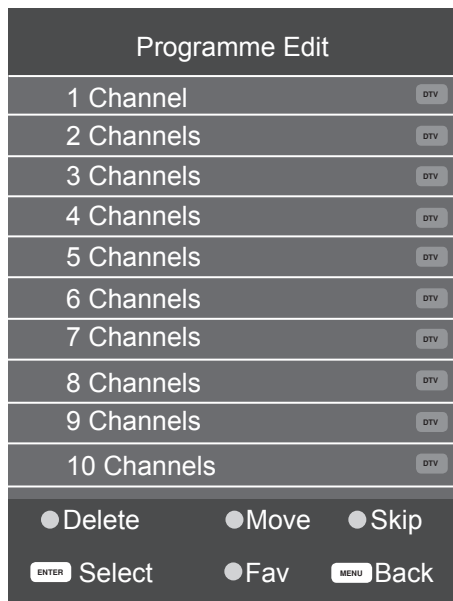 Programme Edit
1 Channel DTV
2 Channels DTV
3 Channels DTV
4 Channels DTV
5 Channels DTV
6 Channels DTV
7 Channels DTV
8 Channels DTV
9 Channels DTV
10 Channels DTV
Delete Move Skip
ENTER Select Fav MENU Back